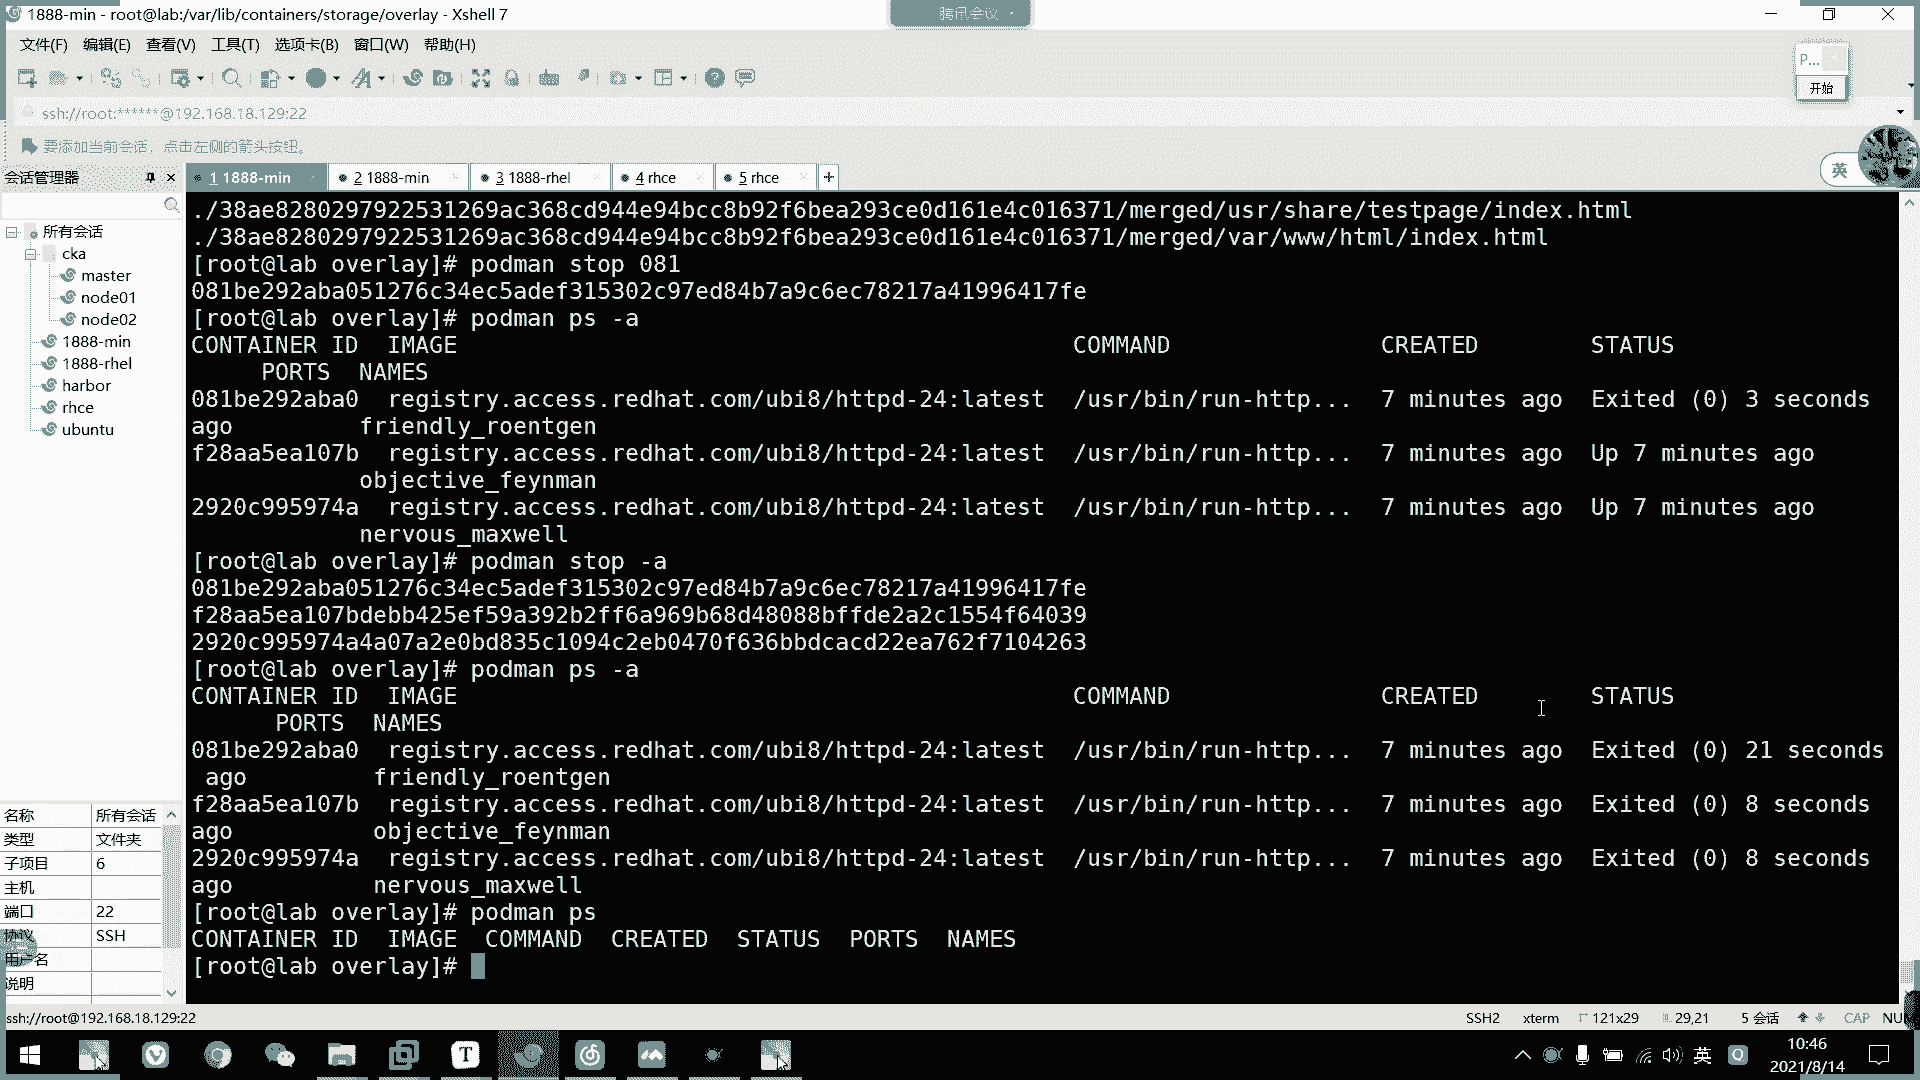 1888-min - root@lab:/var/lib/containers/storage/overlay - Xshell 7
腾讯会议
文件(F) 编辑(E) 查看(V) 工具(T) 选项卡(B) 窗口(W) 帮助(H)
P...
开始
ssh://root:******@192.168.18.129:22
要添加当前会话，点击左侧的箭头按钮。
会话管理器
1 1888-min
2 1888-min
3 1888-rhel
4 rhce
5 rhce
英
所有会话
cka
master
node01
node02
1888-min
1888-rhel
harbor
rhce
ubuntu
./38ae8280297922531269ac368cd944e94bcc8b92f6bea293ce0d161e4c016371/merged/usr/share/testpage/index.html
./38ae8280297922531269ac368cd944e94bcc8b92f6bea293ce0d161e4c016371/merged/var/www/html/index.html
[root@lab overlay]# podman stop 081
081be292aba051276c34ec5adef315302c97ed84b7a9c6ec78217a41996417fe
[root@lab overlay]# podman ps -a
CONTAINER ID  IMAGE                                            COMMAND               CREATED        STATUS
     PORTS  NAMES
081be292aba0  registry.access.redhat.com/ubi8/httpd-24:latest  /usr/bin/run-http...  7 minutes ago  Exited (0) 3 seconds
ago         friendly_roentgen
f28aa5ea107b  registry.access.redhat.com/ubi8/httpd-24:latest  /usr/bin/run-http...  7 minutes ago  Up 7 minutes ago
            objective_feynman
2920c995974a  registry.access.redhat.com/ubi8/httpd-24:latest  /usr/bin/run-http...  7 minutes ago  Up 7 minutes ago
            nervous_maxwell
[root@lab overlay]# podman stop -a
081be292aba051276c34ec5adef315302c97ed84b7a9c6ec78217a41996417fe
f28aa5ea107bdebb425ef59a392b2ff6a969b68d48088bffde2a2c1554f64039
2920c995974a4a07a2e0bd835c1094c2eb0470f636bbdcacd22ea762f7104263
[root@lab overlay]# podman ps -a
CONTAINER ID  IMAGE                                            COMMAND               CREATED        STATUS
      PORTS  NAMES
081be292aba0  registry.access.redhat.com/ubi8/httpd-24:latest  /usr/bin/run-http...  7 minutes ago  Exited (0) 21 seconds
 ago         friendly_roentgen
f28aa5ea107b  registry.access.redhat.com/ubi8/httpd-24:latest  /usr/bin/run-http...  7 minutes ago  Exited (0) 8 seconds
ago          objective_feynman
2920c995974a  registry.access.redhat.com/ubi8/httpd-24:latest  /usr/bin/run-http...  7 minutes ago  Exited (0) 8 seconds
ago          nervous_maxwell
[root@lab overlay]# podman ps
CONTAINER ID  IMAGE  COMMAND  CREATED  STATUS  PORTS  NAMES
[root@lab overlay]#
名称 所有会话
类型 文件夹
子项目 6
主机
端口 22
协议 SSH
用户名
说明
ssh://root@192.168.18.129:22
SSH2 xterm 121x29 29,21 5 会话 CAP NUM
英
10:46
2021/8/14